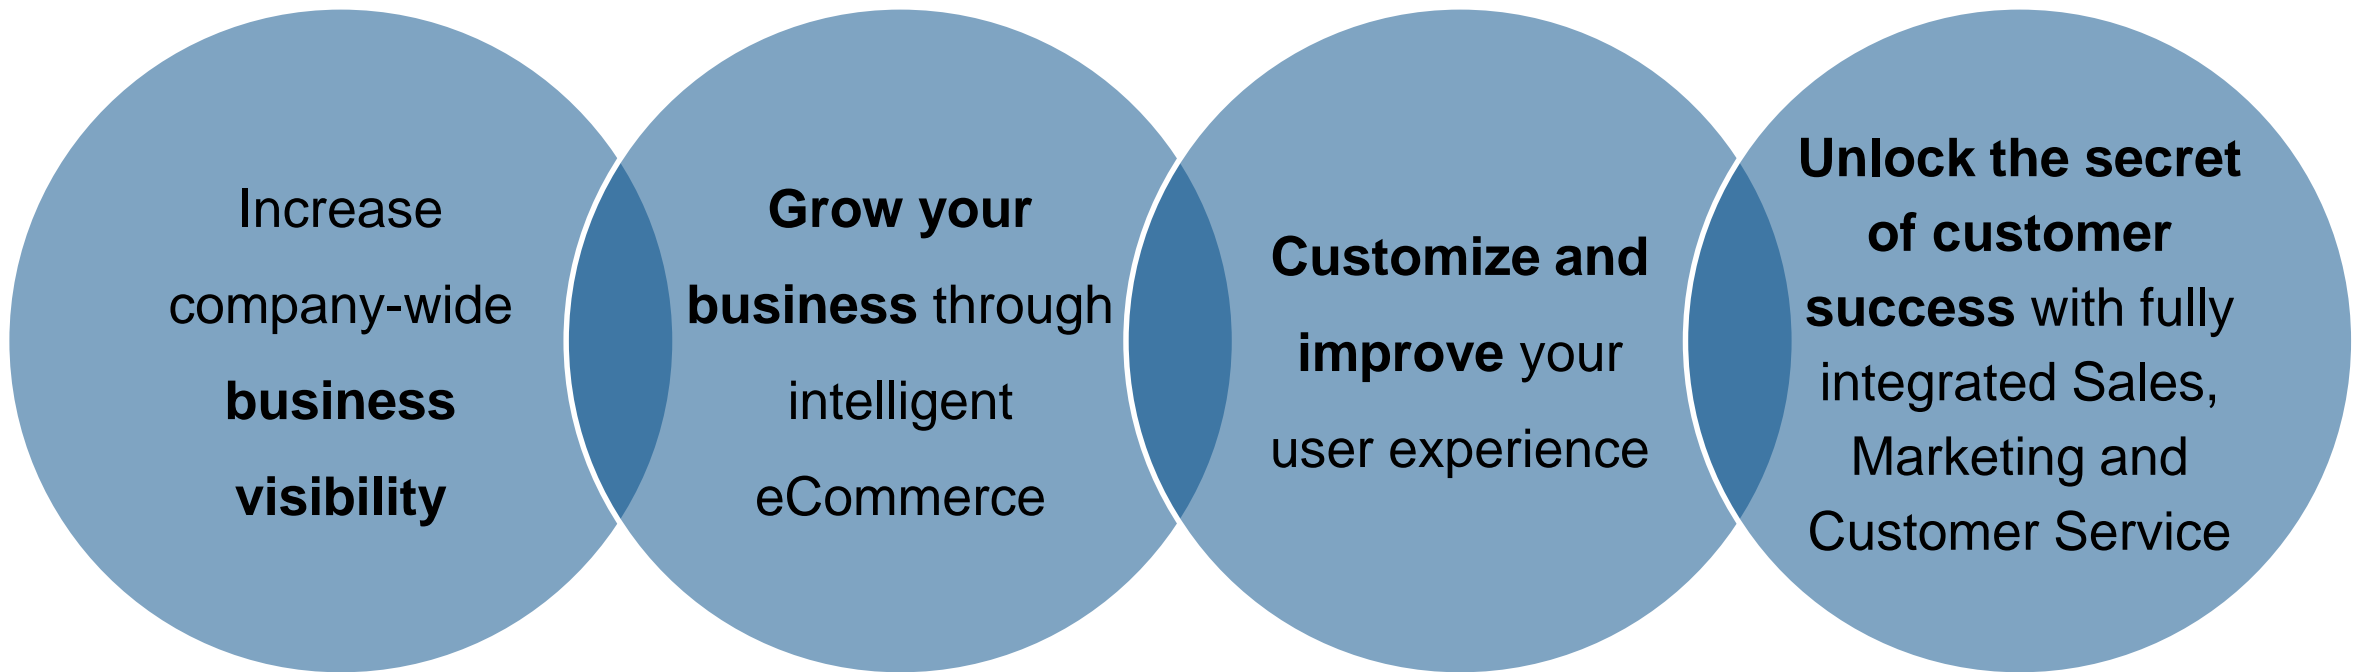 Increase
company-wide
business
visibility
Grow your
business through
intelligent
eCommerce
Customize and
improve your
user experience
Unlock the secret
of customer
success with fully
integrated Sales,
Marketing and
Customer Service